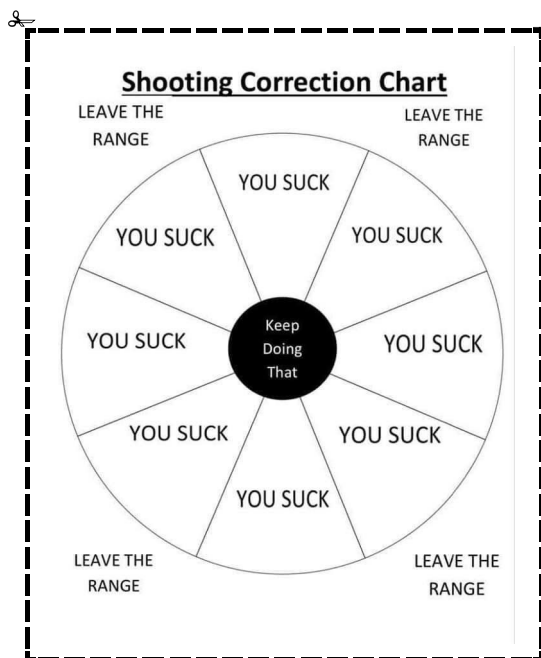 Shooting Correction Chart
LEAVE THE
RANGE
LEAVE THE
RANGE
YOU SUCK
YOU SUCK
YOU SUCK
YOU SUCK
Keep
Doing
That
YOU SUCK
YOU SUCK
YOU SUCK
YOU SUCK
LEAVE THE
RANGE
LEAVE THE
RANGE